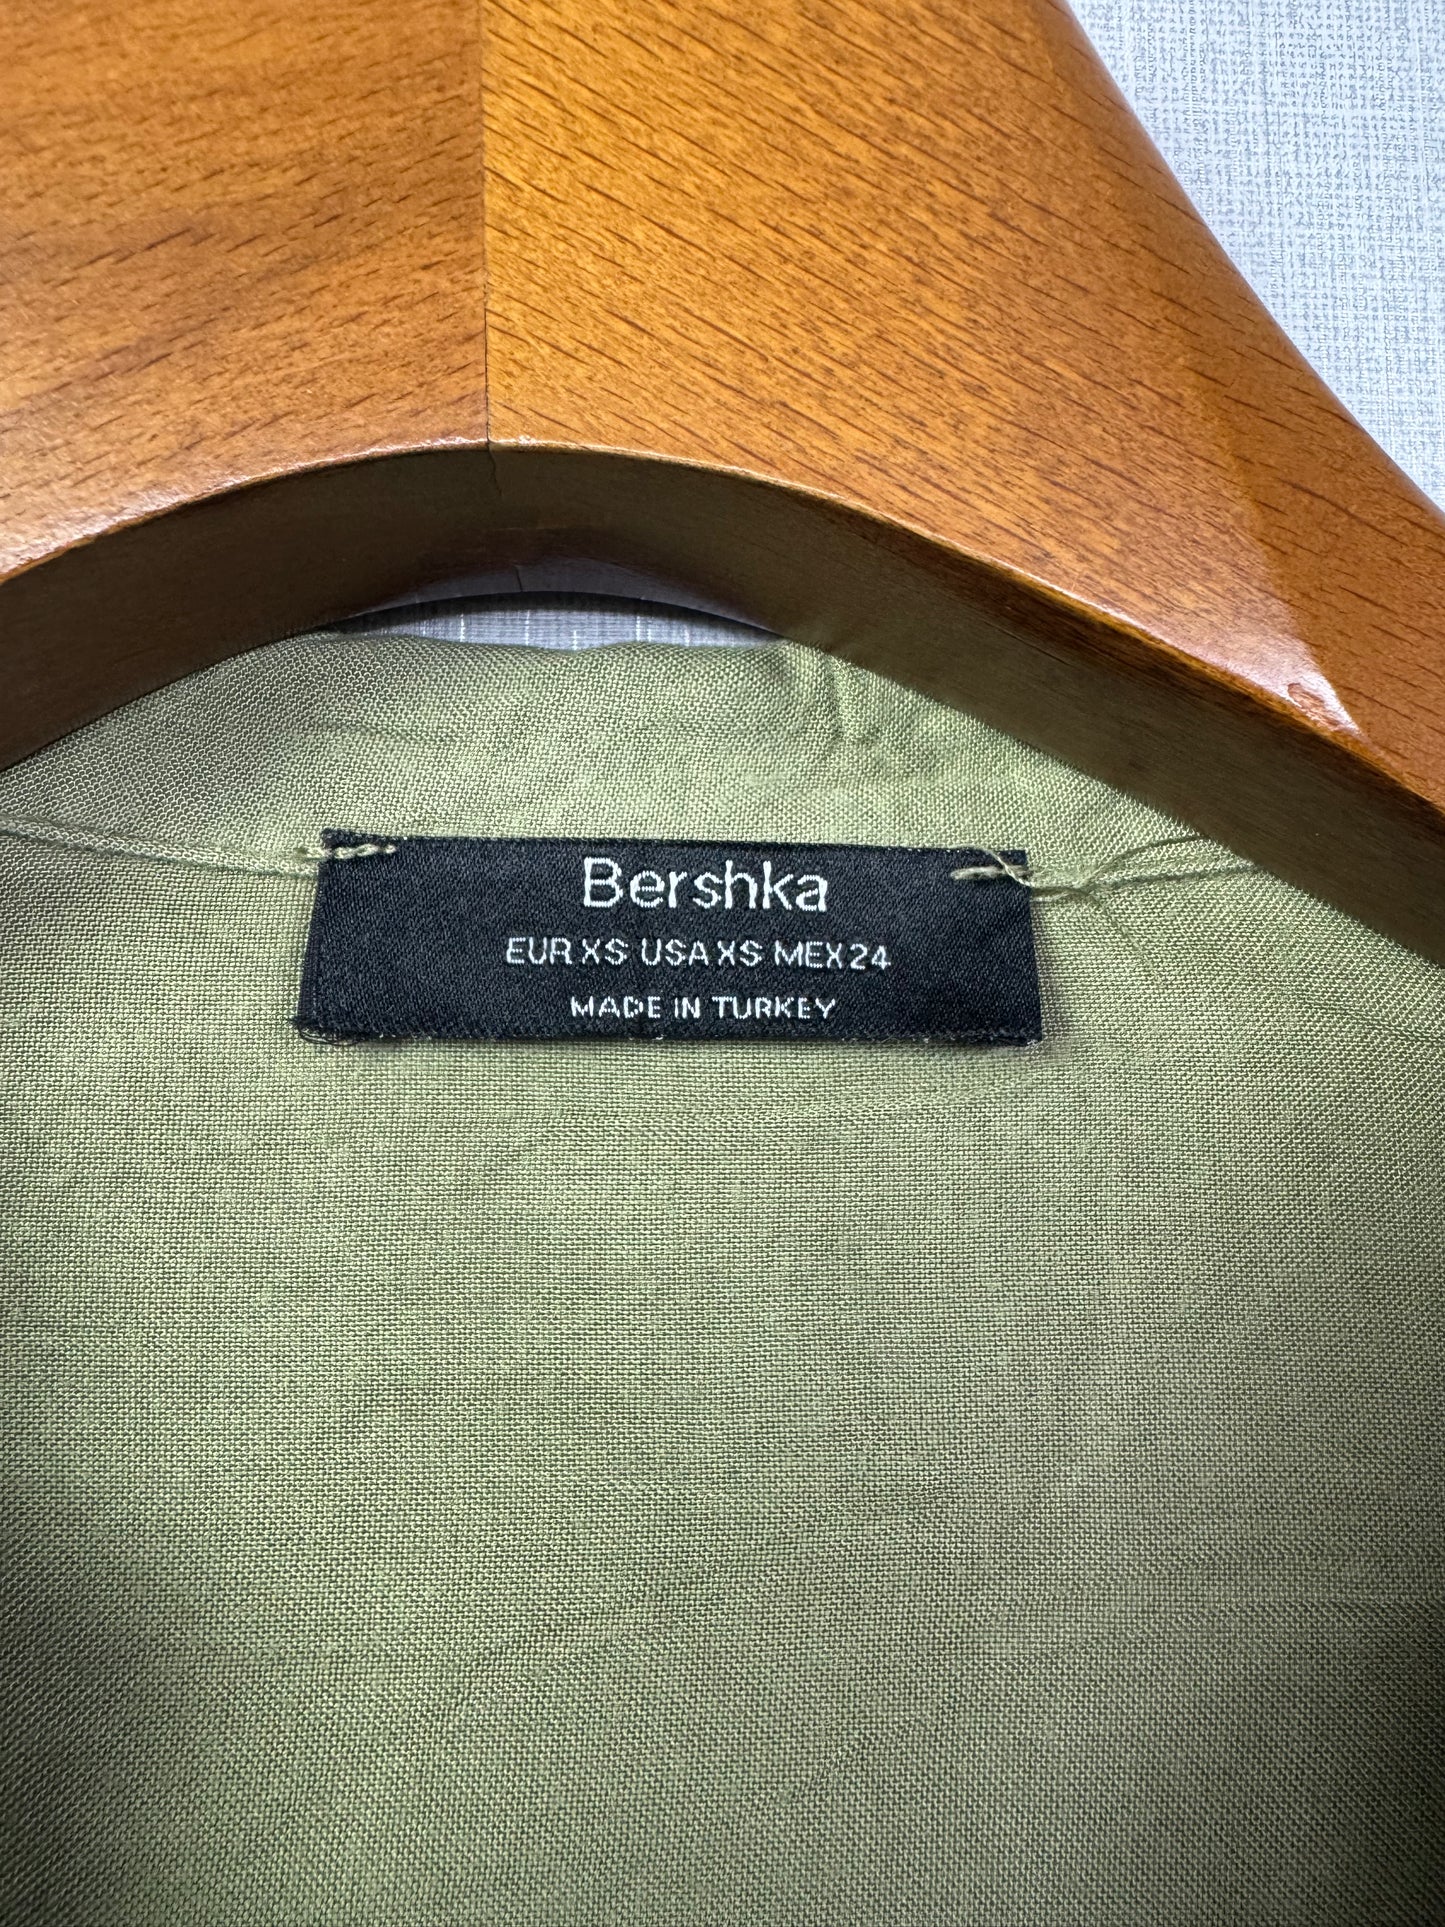 Bershka
EUR XS USA XS MEX 24
MADE IN TURKEY